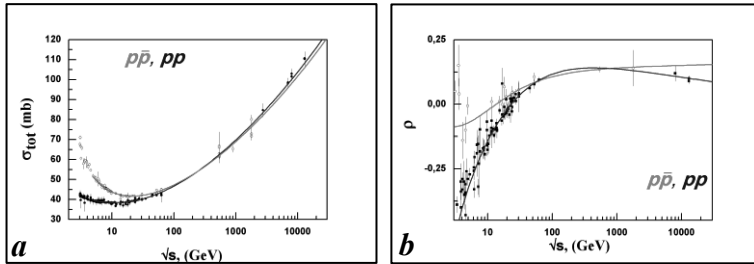 120
110
100
90
80
70
60
50
40
30
σtot (mb)
pp̄, pp
10 100 1000 10000
√s, (GeV)
a
0,25
0,00
-0,25
ρ
pp̄, pp
10 100 1000 10000
√s, (GeV)
b